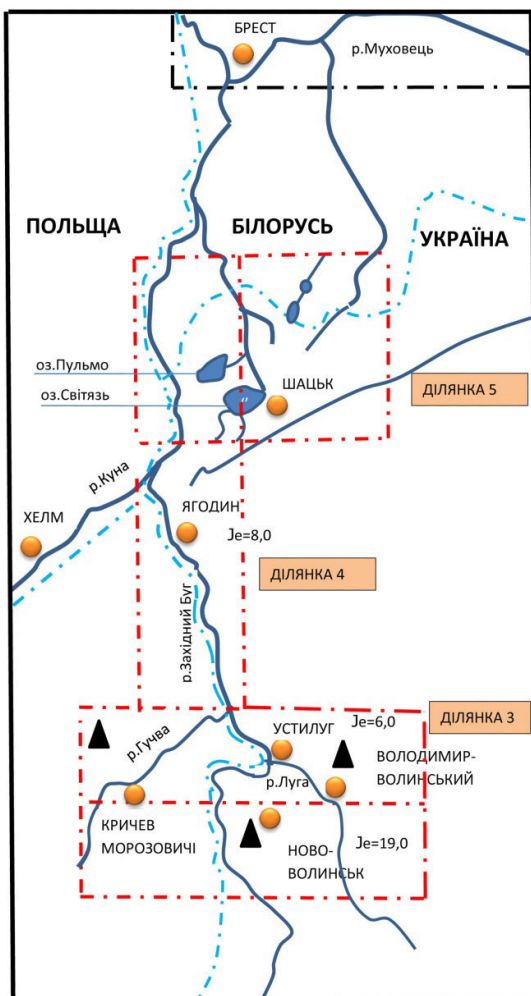 БРЕСТ
р.Муховець
ПОЛЬЩА
БІЛОРУСЬ
УКРАЇНА
оз.Пульмо
оз.Світязь
ШАЦЬК
ДІЛЯНКА 5
р.Куна
ХЕЛМ
ЯГОДИН
Je=8,0
ДІЛЯНКА 4
р.Західний Буг
р.Гучва
УСТИЛУГ
Je=6,0
ДІЛЯНКА 3
ВОЛОДИМИР-
ВОЛИНСЬКИЙ
р.Луга
КРИЧЕВ
МОРОЗОВИЧІ
НОВО-
ВОЛИНСЬК
Je=19,0